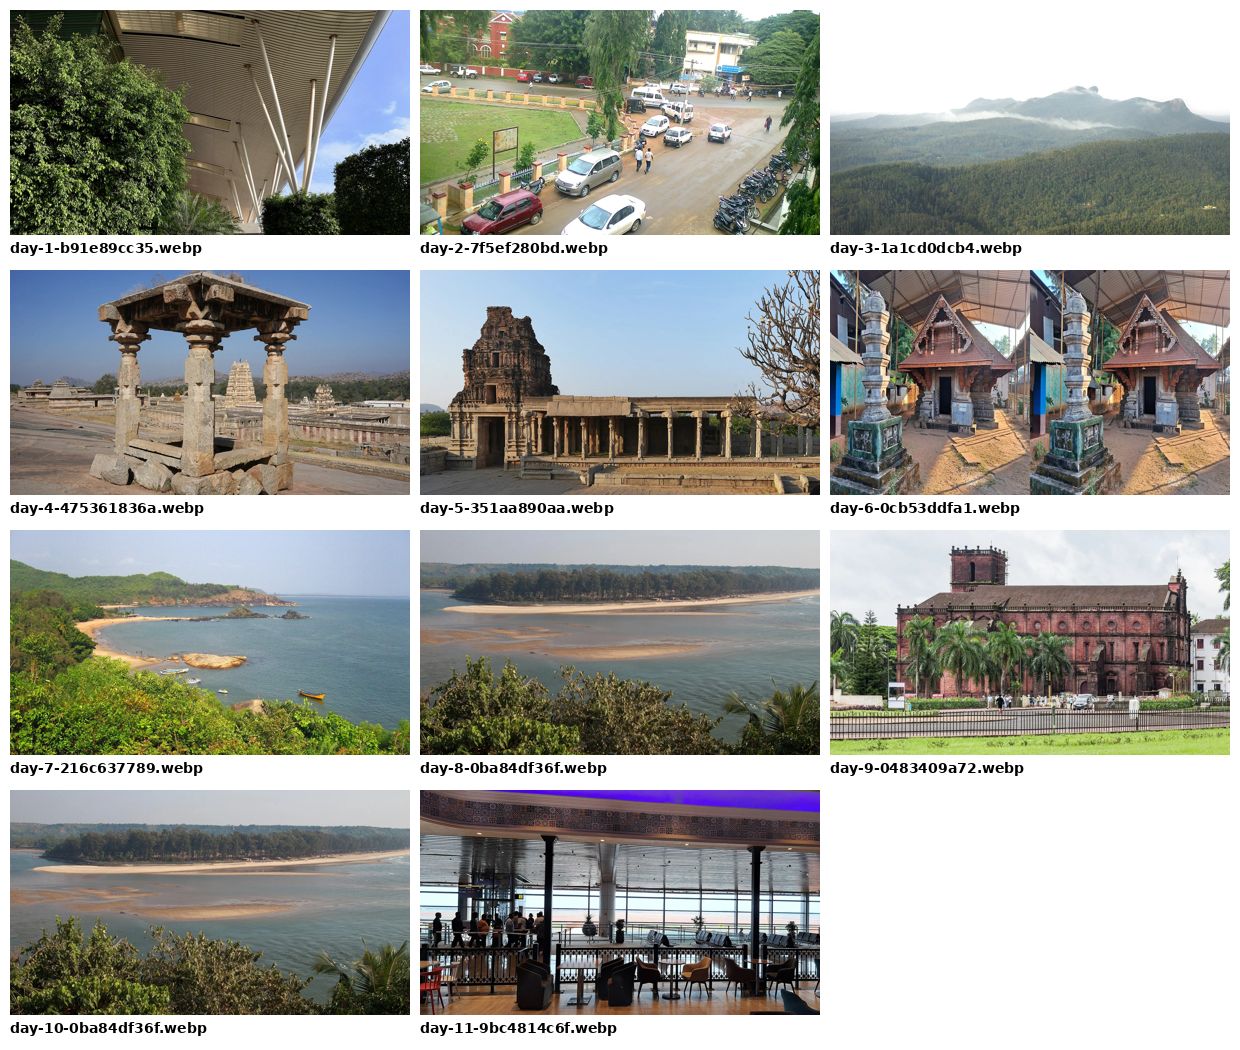 day-1-b91e89cc35.webp
day-2-7f5ef280bd.webp
day-3-1a1cd0dcb4.webp
day-4-475361836a.webp
day-5-351aa890aa.webp
day-6-0cb53ddfa1.webp
day-7-216c637789.webp
day-8-0ba84df36f.webp
day-9-0483409a72.webp
day-10-0ba84df36f.webp
day-11-9bc4814c6f.webp